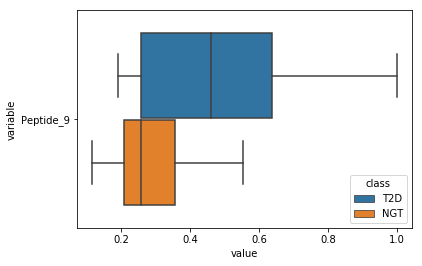 variable
Peptide_9
class
T2D
NGT
0.2 0.4 0.6 0.8 1.0
value